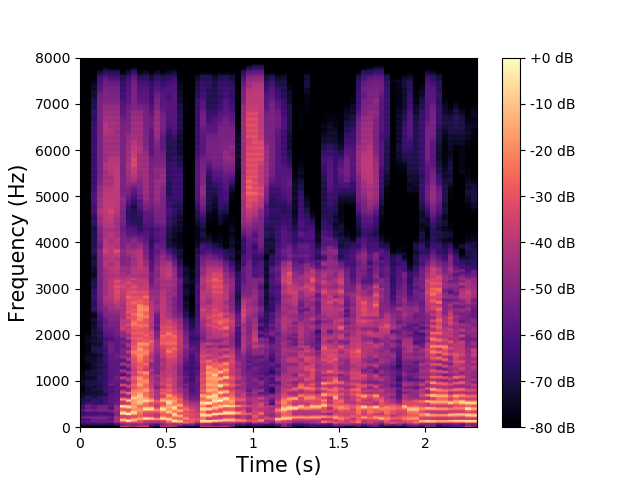 8000
7000
6000
5000
4000
3000
2000
1000
0
Frequency (Hz)
0
0.5
1
1.5
2
Time (s)
+0 dB
-10 dB
-20 dB
-30 dB
-40 dB
-50 dB
-60 dB
-70 dB
-80 dB